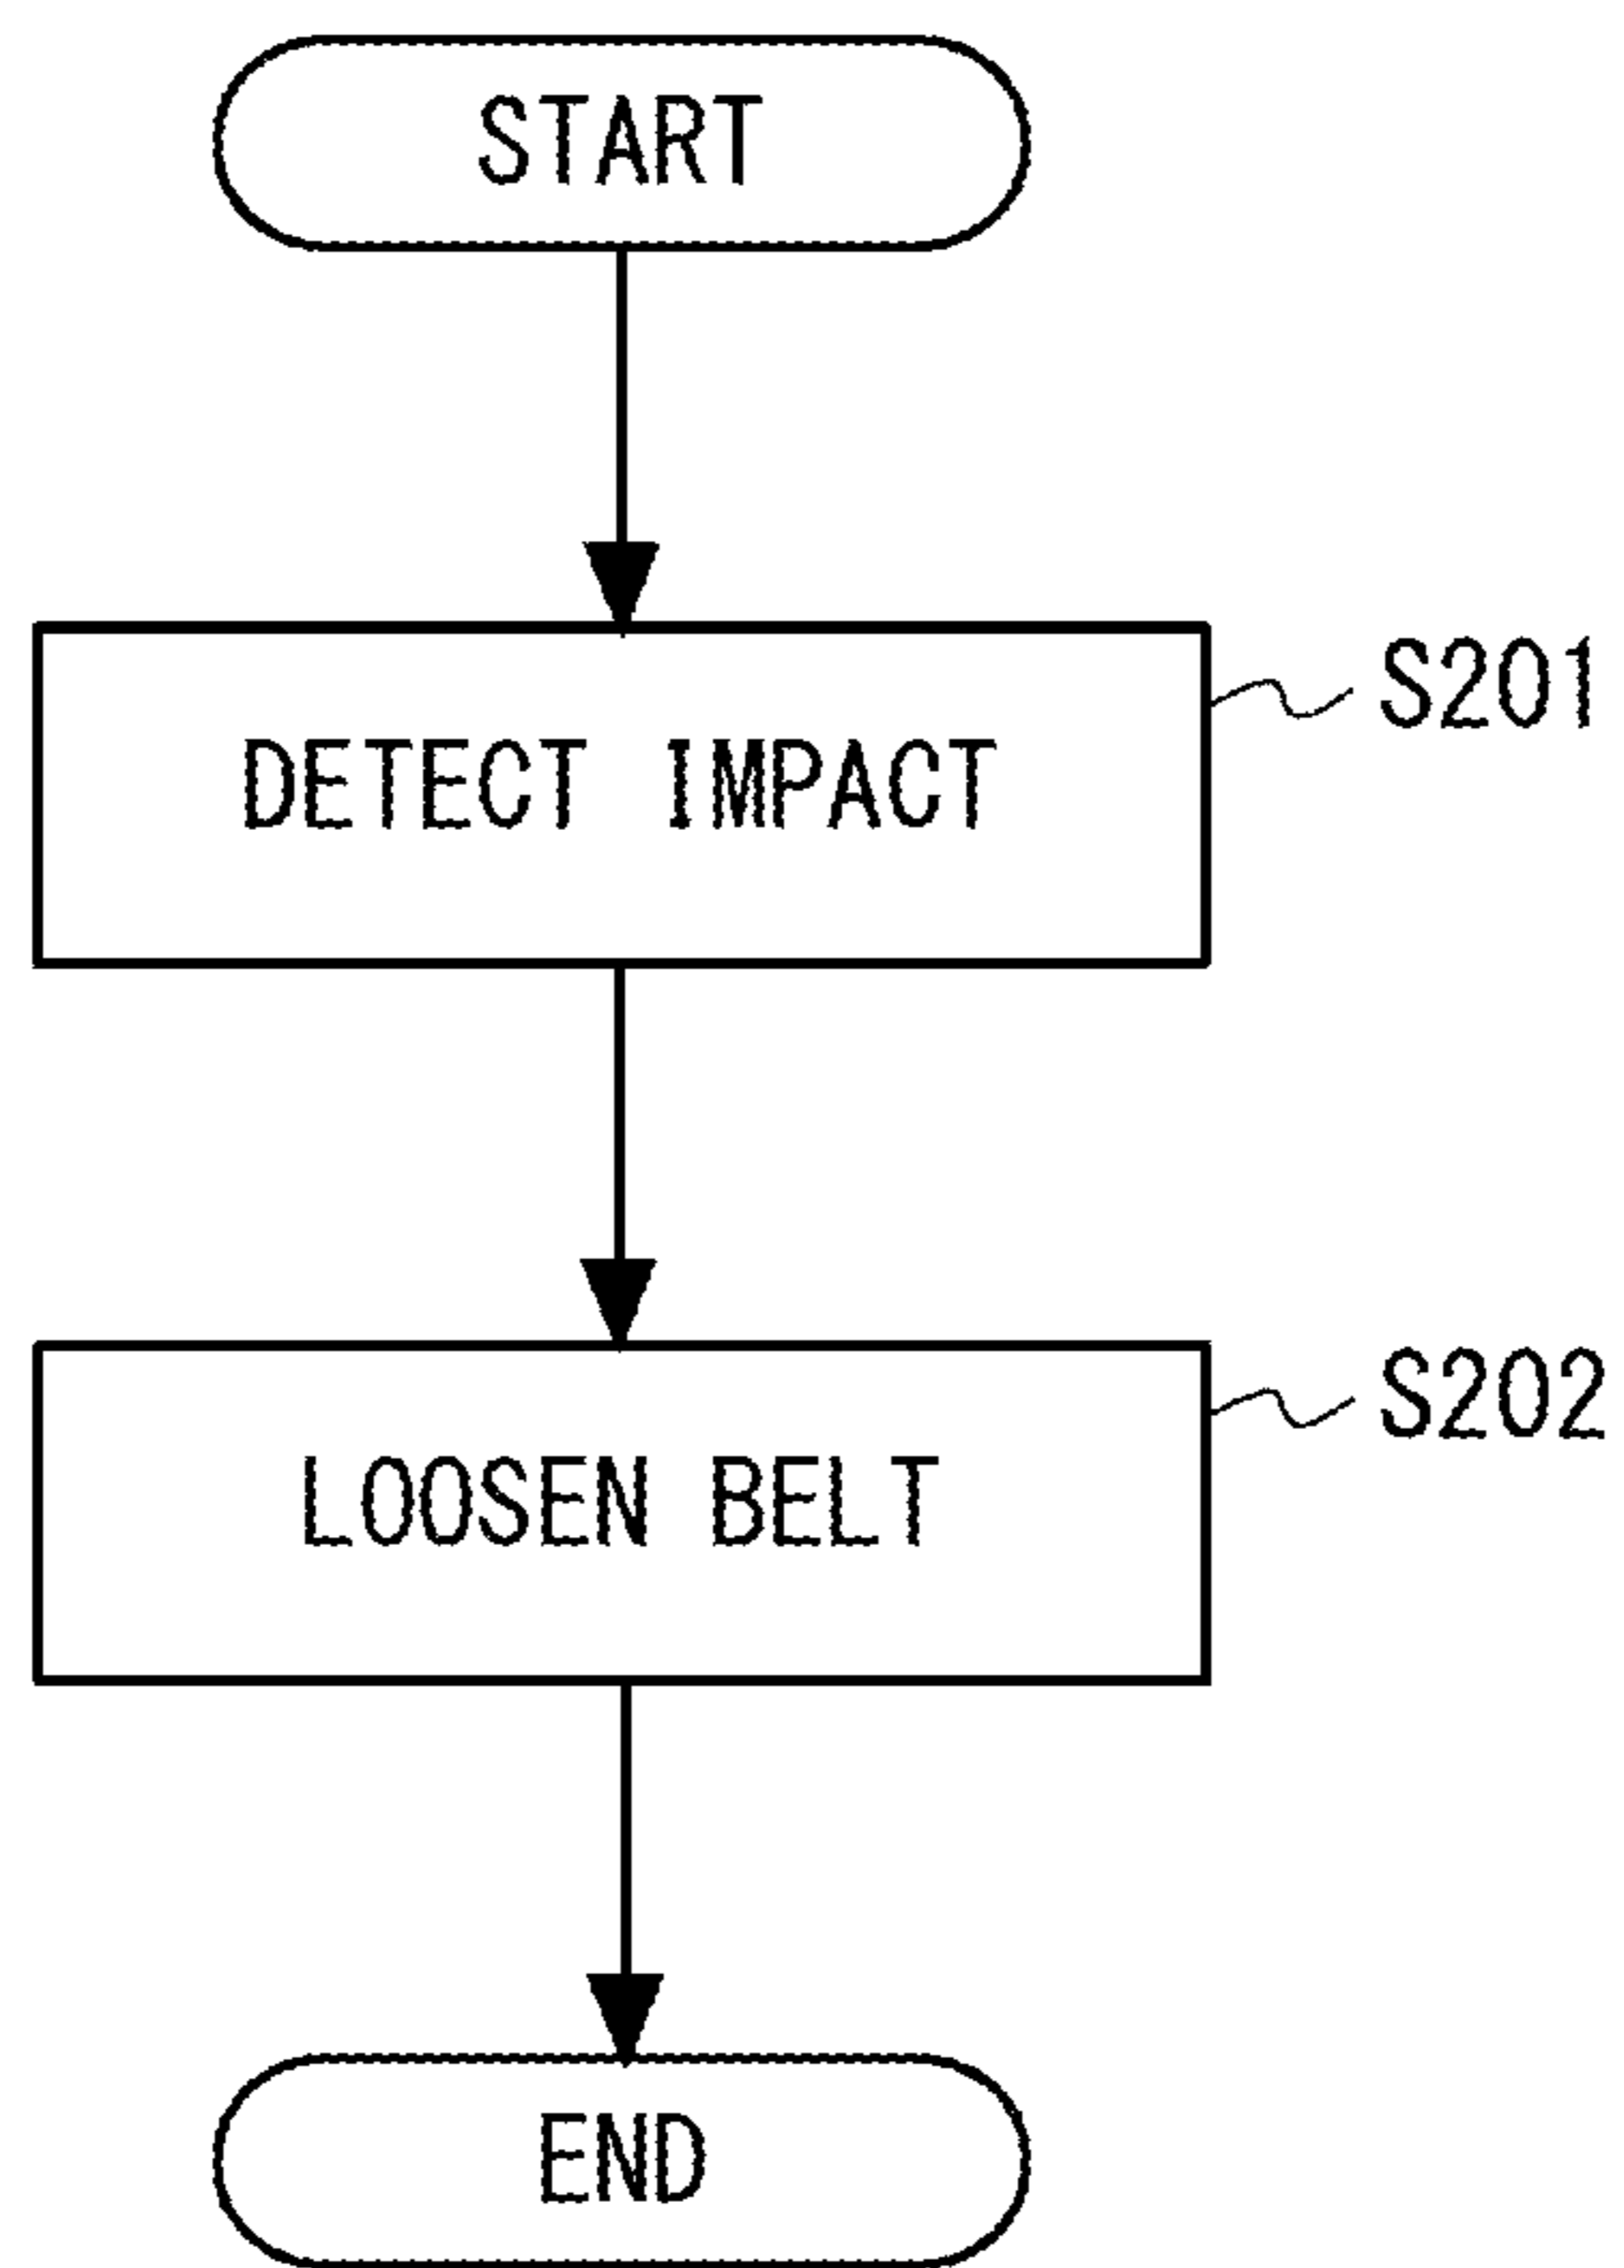 START
S201
DETECT IMPACT
S202
LOOSEN BELT
END